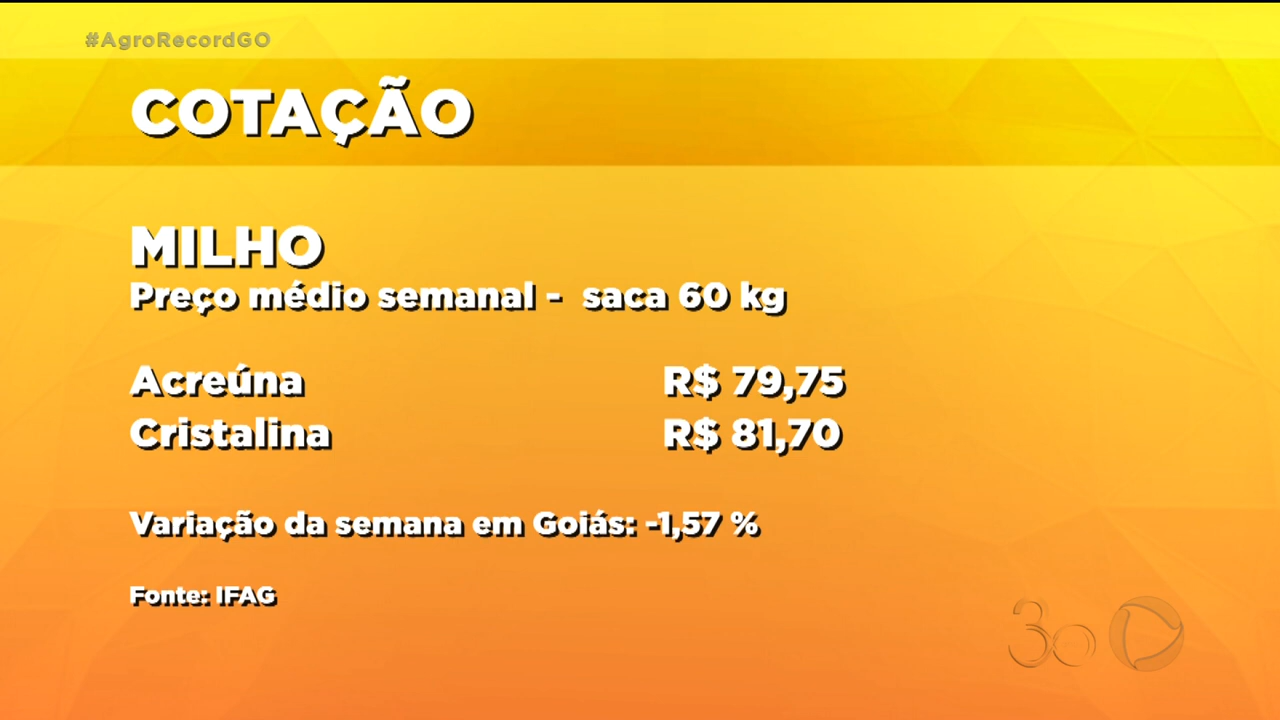 #AgroRecordGO
COTAÇÃO
MILHO
Preço médio semanal - saca 60 kg
Acreúna R$ 79,75
Cristalina R$ 81,70
Variação da semana em Goiás: -1,57 %
Fonte: IFAG
30